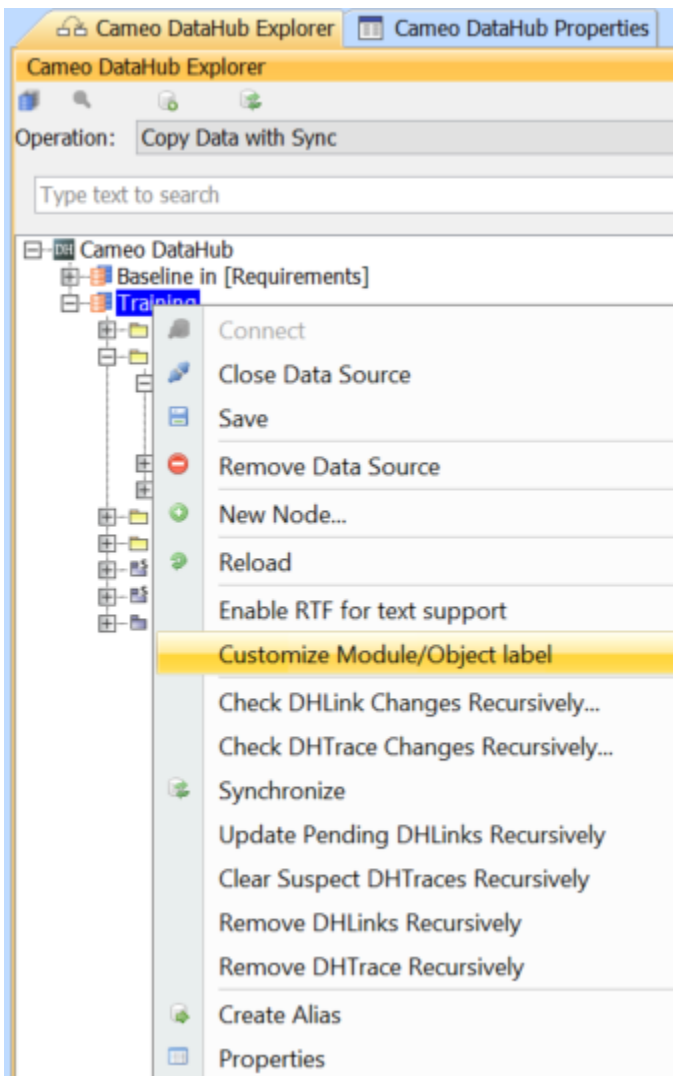 Cameo DataHub Explorer Cameo DataHub Properties
Cameo DataHub Explorer
Operation: Copy Data with Sync
Type text to search
DH Cameo DataHub
Baseline in [Requirements]
Training
Connect
Close Data Source
Save
Remove Data Source
New Node...
Reload
Enable RTF for text support
Customize Module/Object label
Check DHLink Changes Recursively...
Check DHTrace Changes Recursively...
Synchronize
Update Pending DHLinks Recursively
Clear Suspect DHTraces Recursively
Remove DHLinks Recursively
Remove DHTrace Recursively
Create Alias
Properties